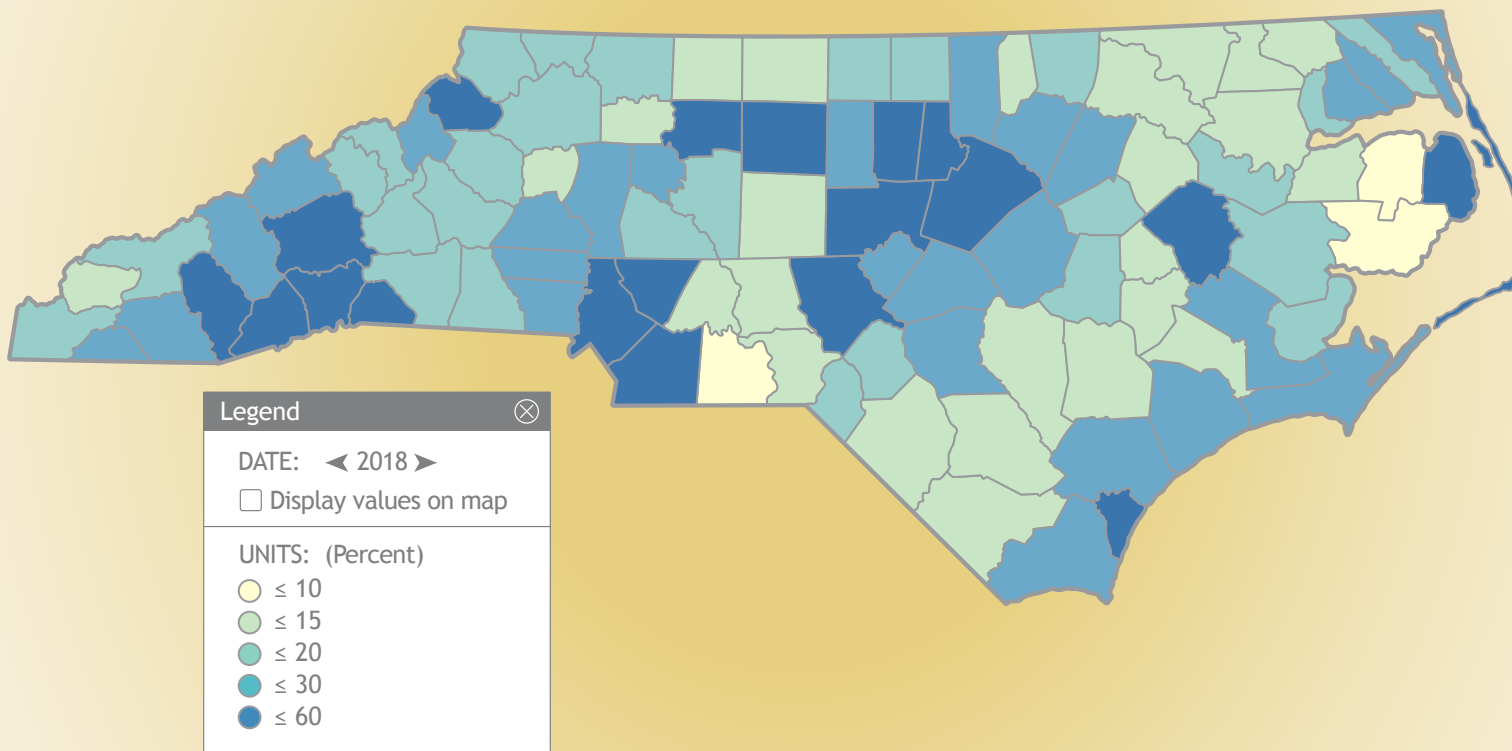 Legend
DATE: ⮜ 2018 ⮞
Display values on map
UNITS: (Percent)
≤ 10
≤ 15
≤ 20
≤ 30
≤ 60